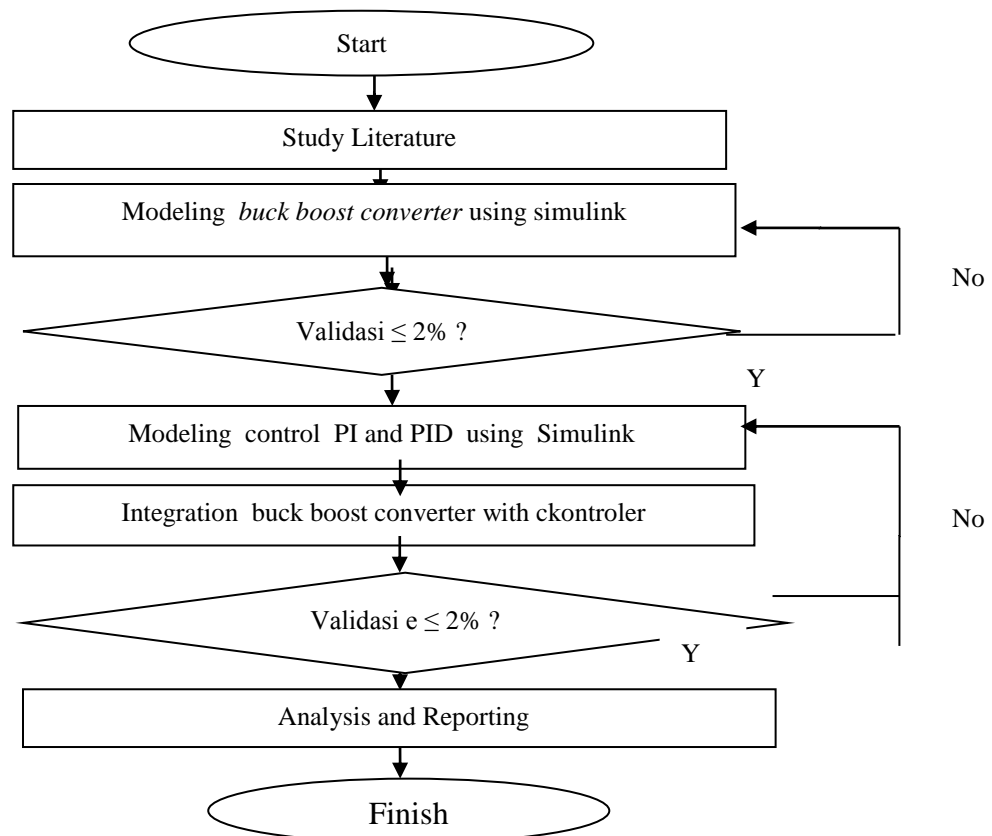 Start
Study Literature
Modeling buck boost converter using simulink
No
Validasi ≤ 2% ?
Y
Modeling control PI and PID using Simulink
Integration buck boost converter with ckontroler
No
Validasi e ≤ 2% ?
Y
Analysis and Reporting
Finish